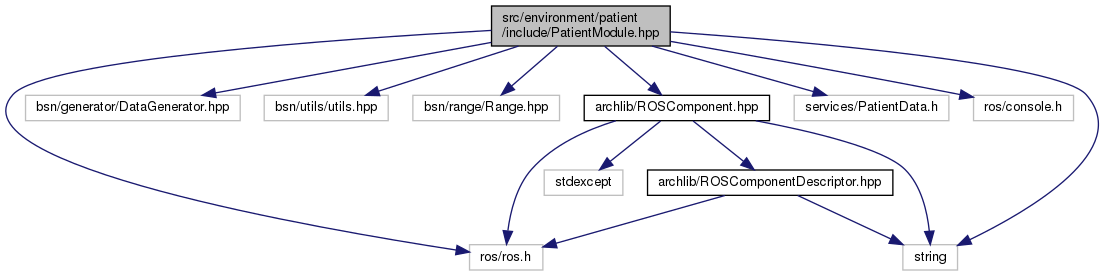 src/environment/patient
/include/PatientModule.hpp
bsn/generator/DataGenerator.hpp
bsn/utils/utils.hpp
bsn/range/Range.hpp
archlib/ROSComponent.hpp
services/PatientData.h
ros/console.h
stdexcept
archlib/ROSComponentDescriptor.hpp
ros/ros.h
string